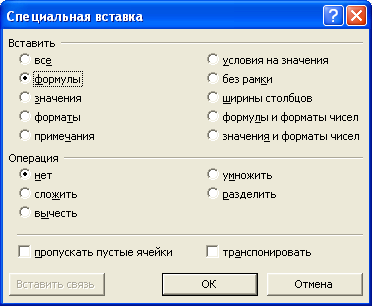 Специальная вставка
Вставить
все
условия на значения
формулы
без рамки
значения
ширины столбцов
форматы
формулы и форматы чисел
примечания
значения и форматы чисел
Операция
нет
умножить
сложить
разделить
вычесть
пропускать пустые ячейки
транспонировать
Вставить связь
ОК
Отмена